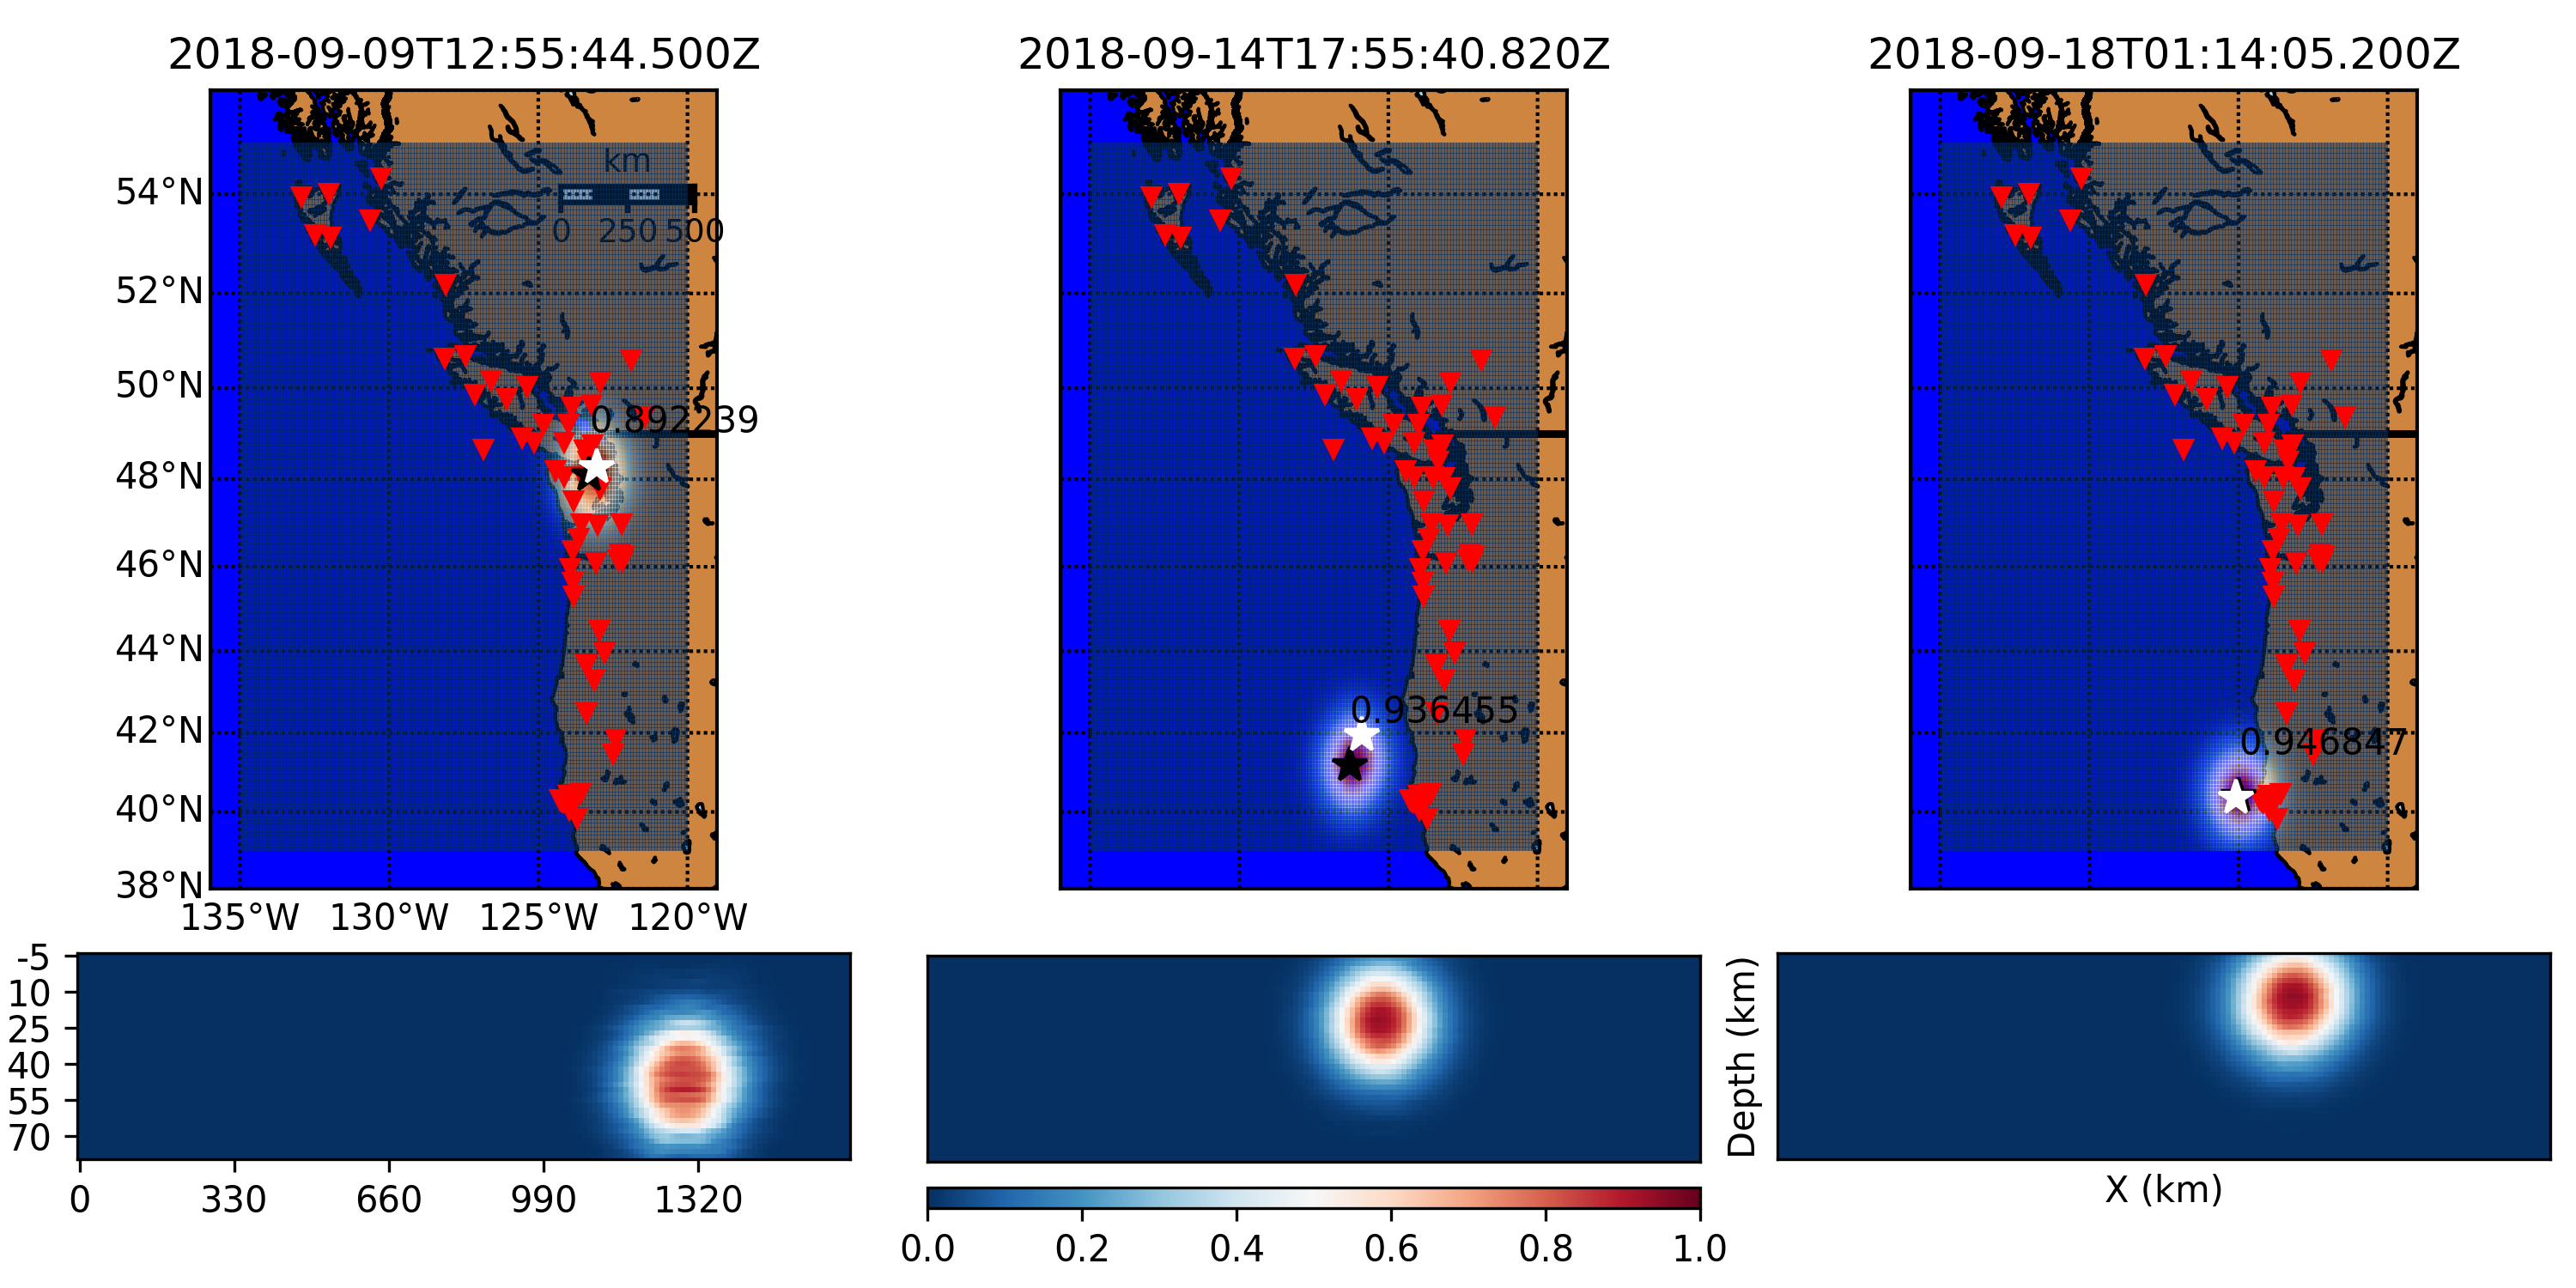 2018-09-09T12:55:44.500Z
2018-09-14T17:55:40.820Z
2018-09-18T01:14:05.200Z
km
0 250 500
54°N
52°N
50°N
48°N
46°N
44°N
42°N
40°N
38°N
135°W 130°W 125°W 120°W
0.892239
0.936455
0.946847
-5
10
25
40
55
70
0 330 660 990 1320
0.0 0.2 0.4 0.6 0.8 1.0
Depth (km)
X (km)